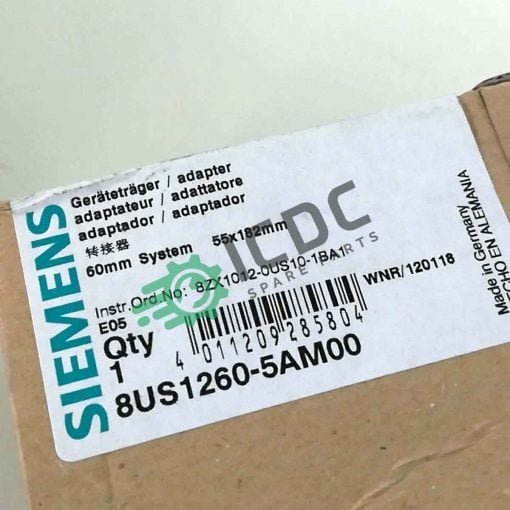 SIEMENS
Geräteträger / adapter
adaptateur / adattatore
adaptador / adaptador
转接器
60mm System 55x182mm
Instr.Ord.No: 8ZX1012-0US10-1BA1
E05
WNR/120118
Qty
1
4 011209 285804
8US1260-5AM00
Made in Germany
HECHO EN ALEMANIA
ICDC
SPARE PARTS